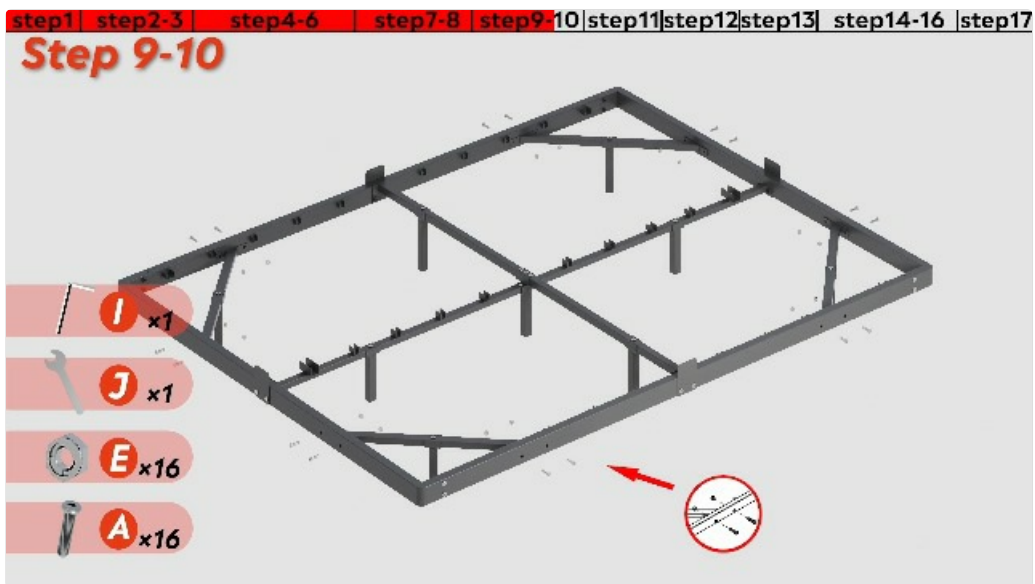 step1 step2-3 step4-6 step7-8 step9-10 step11 step12 step13 step14-16 step17
Step 9-10
I ×1
J ×1
E ×16
A ×16